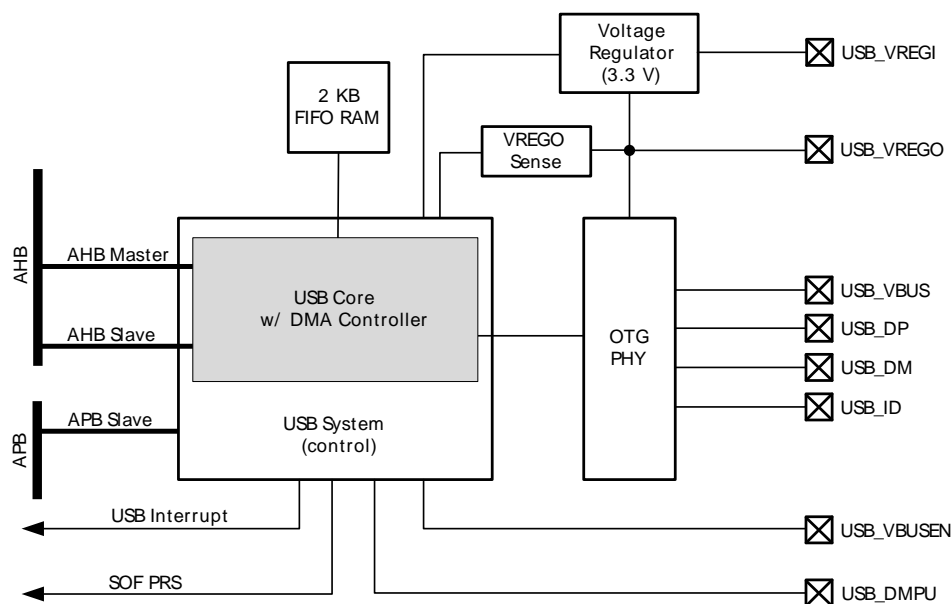 Voltage
Regulator
(3.3 V)
USB_VREGI
2 KB
FIFO RAM
VREGO
Sense
USB_VREGO
AHB
AHB Master
AHB Slave
USB Core
w/ DMA Controller
OTG
PHY
USB_VBUS
USB_DP
USB_DM
USB_ID
APB
APB Slave
USB System
(control)
USB Interrupt
USB_VBUSEN
SOF PRS
USB_DMPU